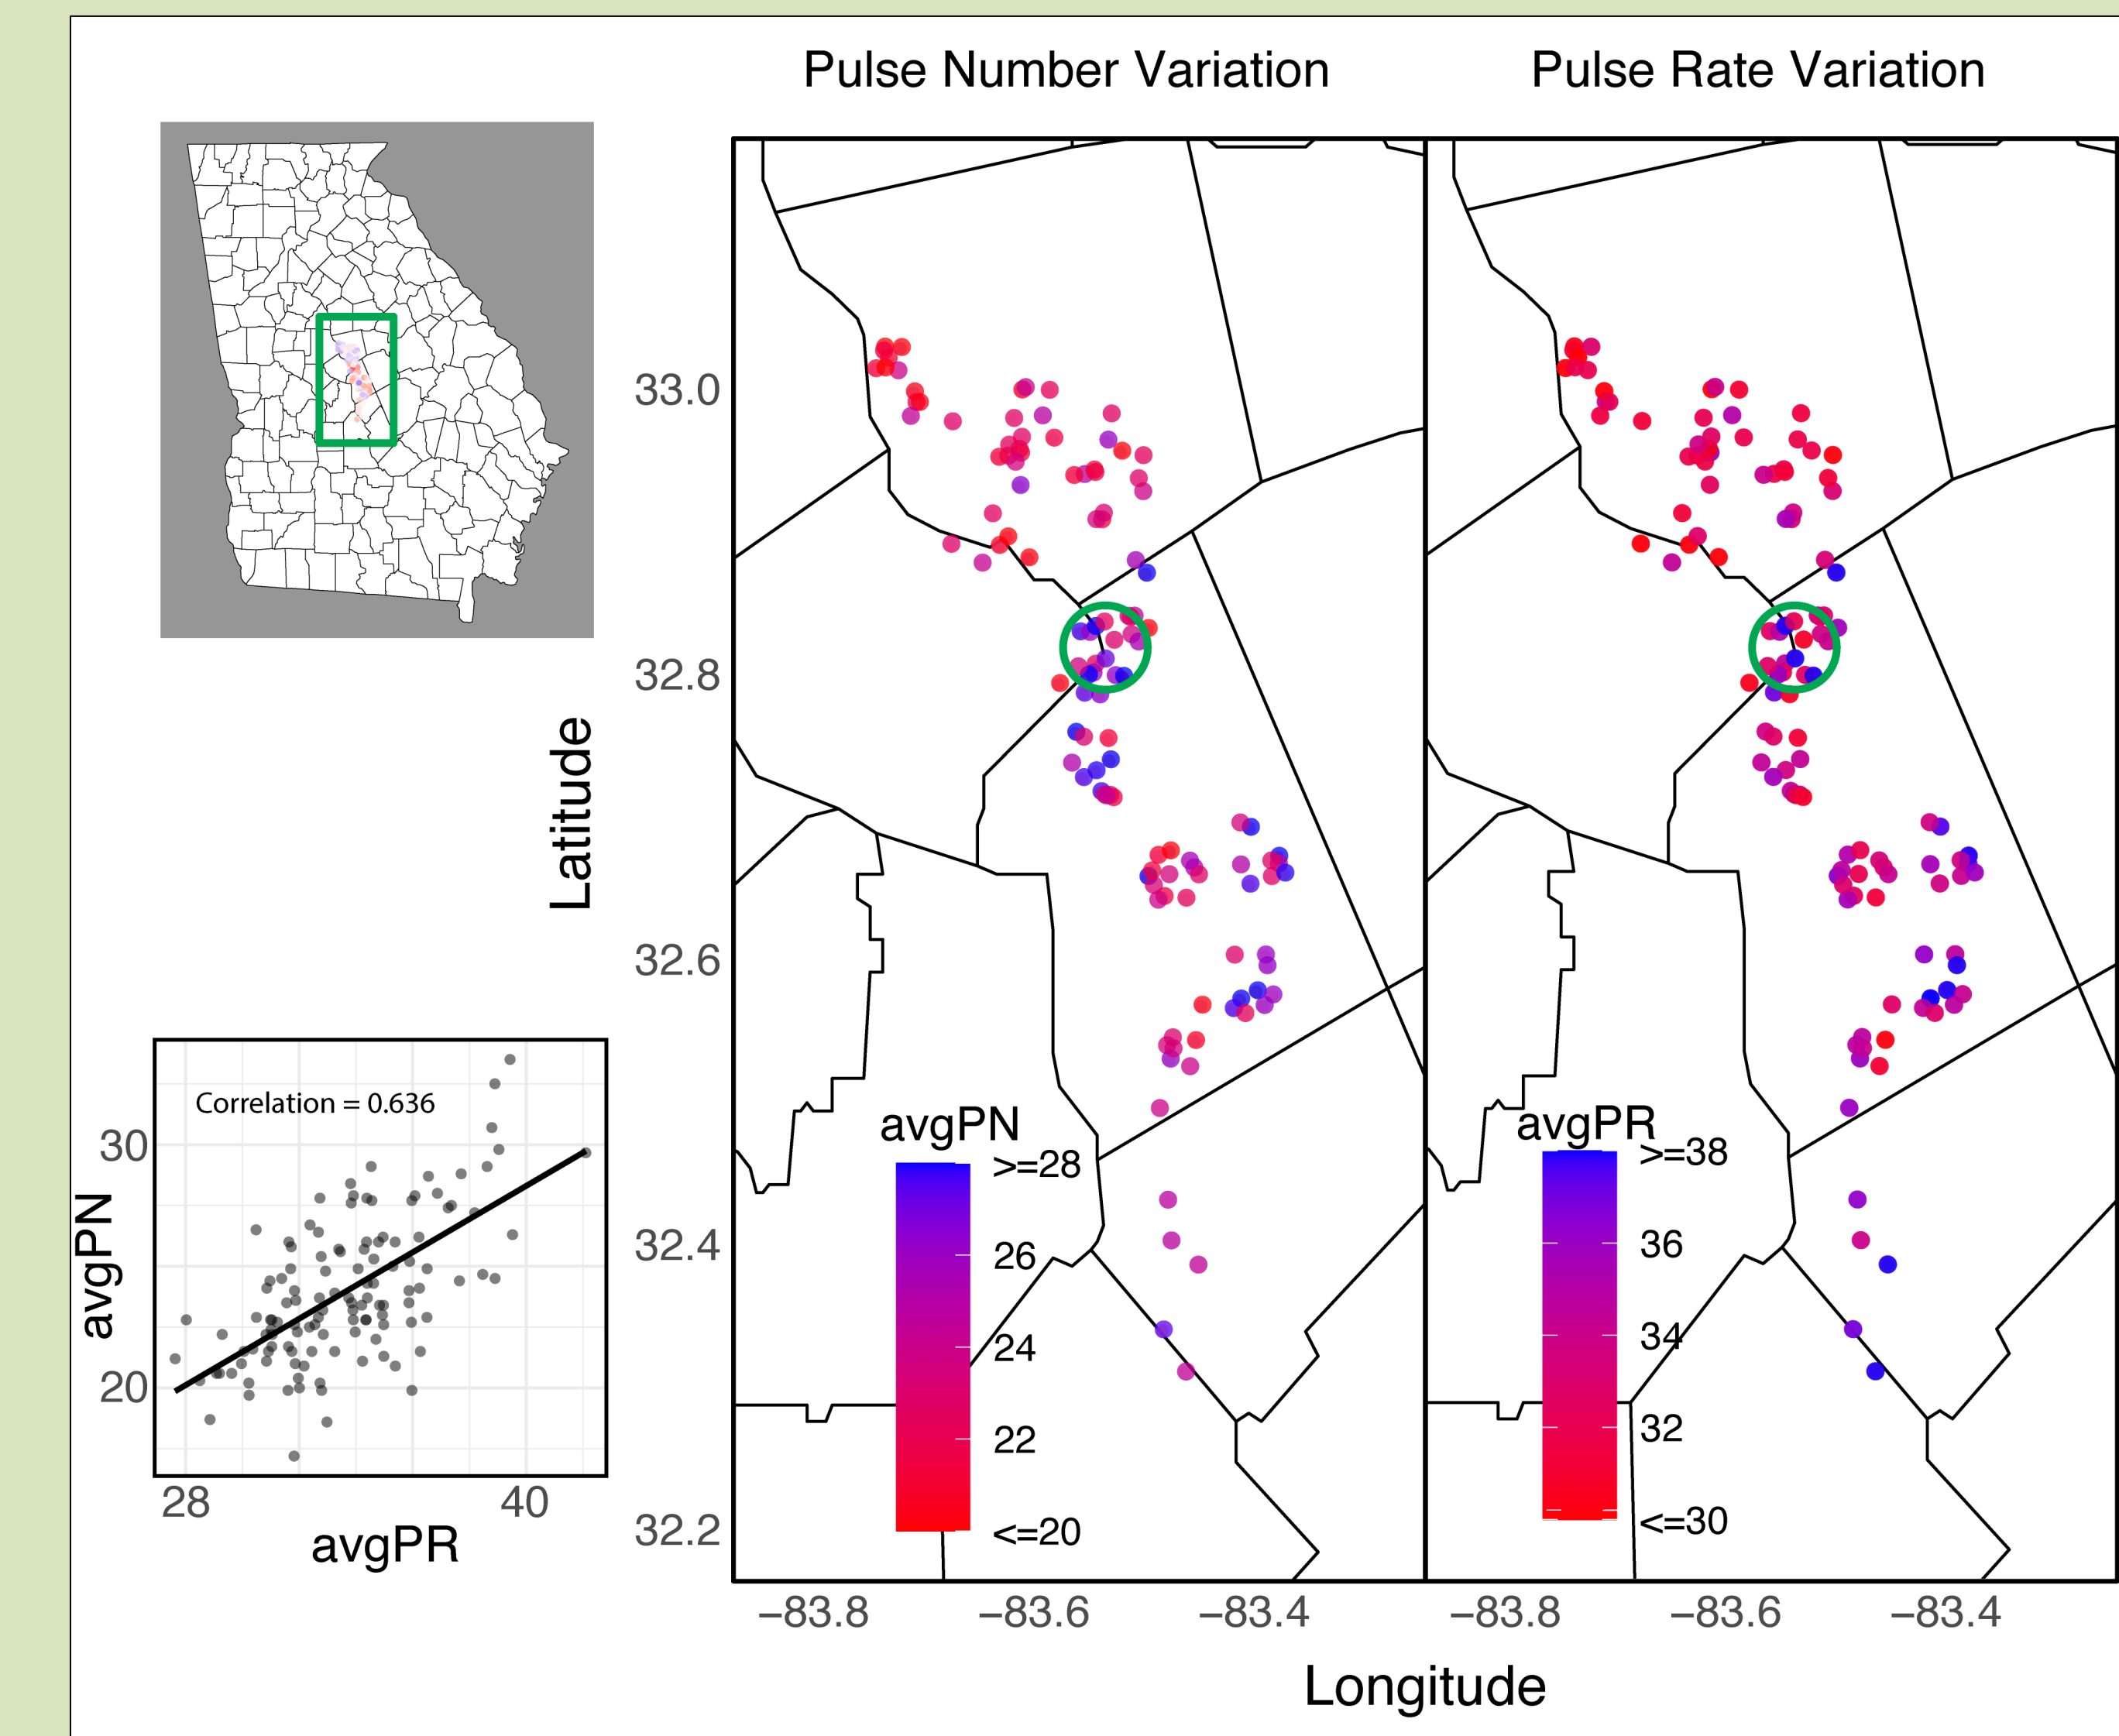 Pulse Number Variation
Pulse Rate Variation
Latitude
33.0
32.8
32.6
32.4
32.2
avgPN
>=28
26
24
22
<=20
avgPR
>=38
36
34
32
<=30
−83.8
−83.6
−83.4
−83.8
−83.6
−83.4
Longitude
Correlation = 0.636
avgPN
30
20
28
40
avgPR